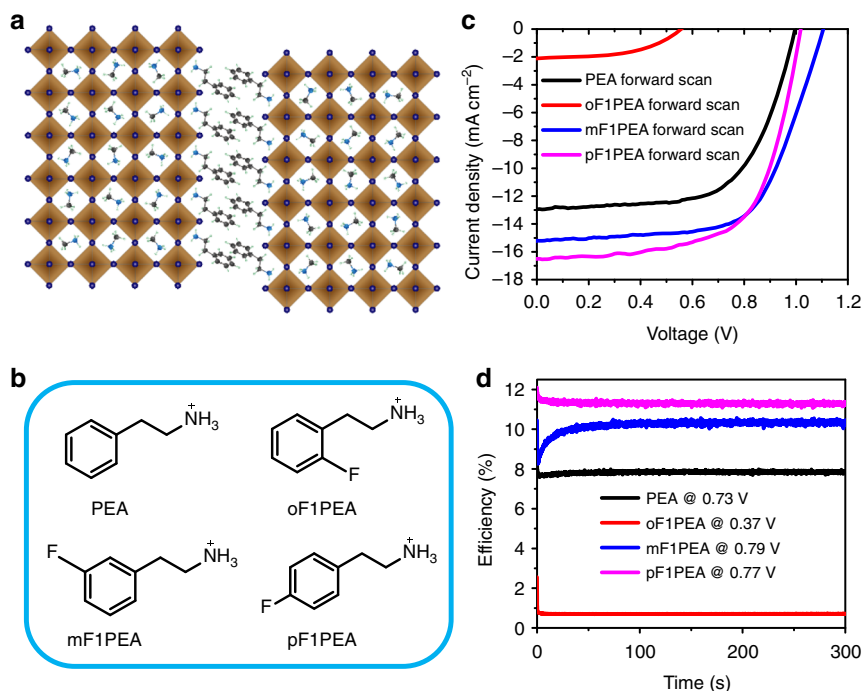 a
b
NH3
+
PEA
NH3
+
F
oF1PEA
F
NH3
+
mF1PEA
F
NH3
+
pF1PEA
c
Current density (mA cm−2)
0
−2
−4
−6
−8
−10
−12
−14
−16
−18
PEA forward scan
oF1PEA forward scan
mF1PEA forward scan
pF1PEA forward scan
0.0 0.2 0.4 0.6 0.8 1.0 1.2
Voltage (V)
d
Efficiency (%)
12
10
8
6
4
2
0
PEA @ 0.73 V
oF1PEA @ 0.37 V
mF1PEA @ 0.79 V
pF1PEA @ 0.77 V
0 100 200 300
Time (s)